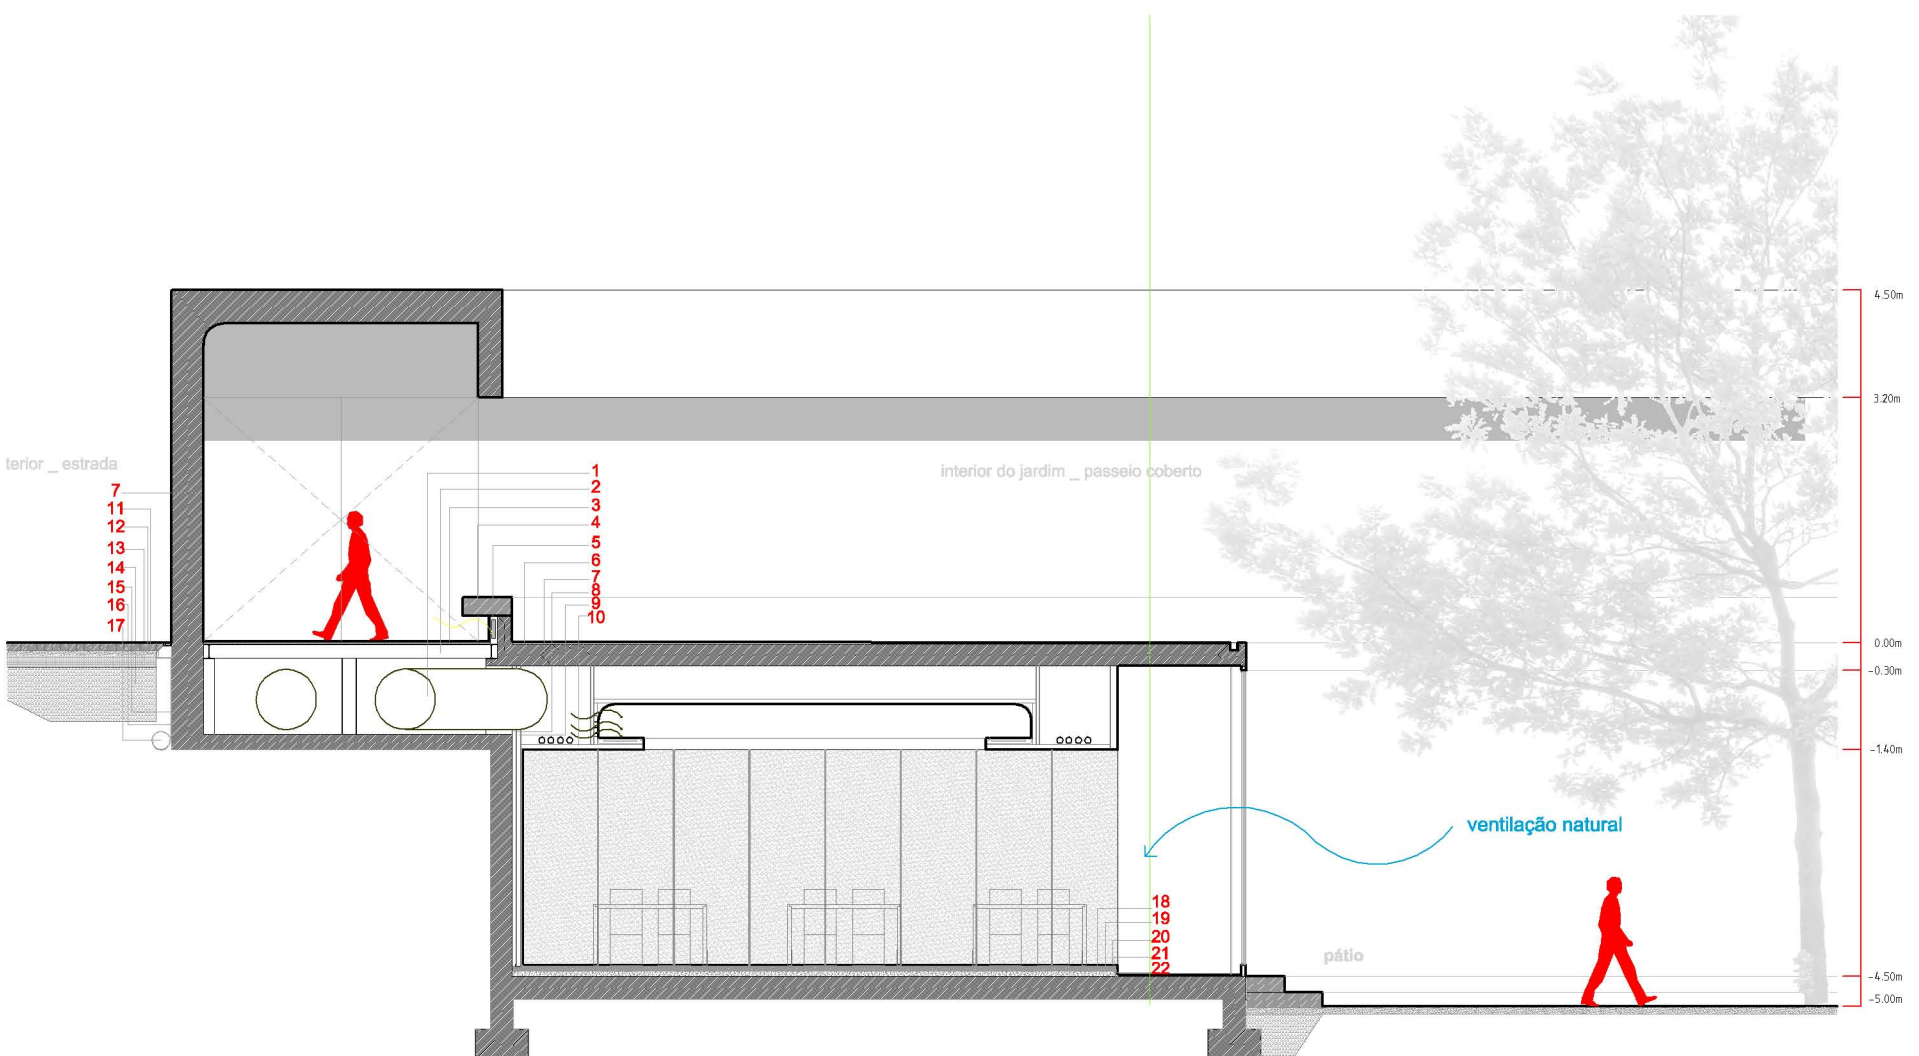 4.50m
3.20m
terior _ estrada
interior do jardim _ passeio coberto
7
11
12
13
14
15
16
17
1
2
3
4
5
6
7
8
9
10
0.00m
-0.30m
-1.40m
ventilação natural
18
19
20
21
22
pátio
-4.50m
-5.00m